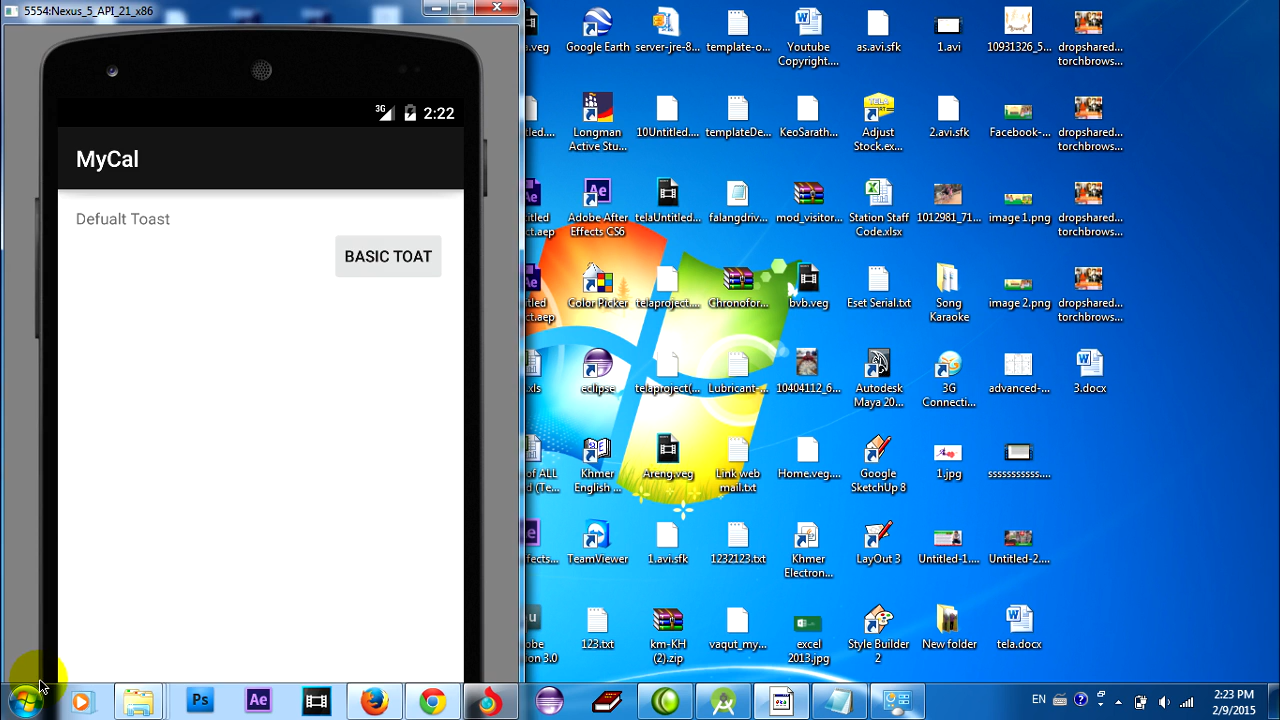 5554:Nexus_5_API_21_x86
3G 2:22
MyCal
Defualt Toast
BASIC TOAT
a.veg
Google Earth
server-jre-8...
template-o...
Youtube
Copyright....
as.avi.sfk
1.avi
10931326_5...
dropshared...
torchbrows...
Longman
Active Stu...
10Untitled....
templateDe...
KeoSarath...
Adjust
Stock.ex...
2.avi.sfk
Facebook-...
dropshared...
torchbrows...
Adobe After
Effects CS6
telaUntitled...
falangdriv...
mod_visitor...
Station Staff
Code.xlsx
1012981_71...
image 1.png
dropshared...
torchbrows...
Color Picker
telaproject....
Chronofor...
bvb.veg
Eset Serial.txt
Song
Karaoke
image 2.png
dropshared...
torchbrows...
.xls
eclipse
telaproject(...
Lubricant-...
10404112_6...
Autodesk
Maya 20...
3G
Connecti...
advanced-...
3.docx
of ALL
d (Te...
Khmer
English ...
Areng.veg
Link web
mail.txt
Home.veg....
Google
SketchUp 8
1.jpg
sssssssssss....
TeamViewer
1.avi.sfk
1232123.txt
Khmer
Electron...
LayOut 3
Untitled-1....
Untitled-2....
123.txt
km-KH
(2).zip
vaqut_my...
excel
2013.jpg
Style Builder
2
New folder
tela.docx
Ps
Ae
EN
2:23 PM
2/9/2015